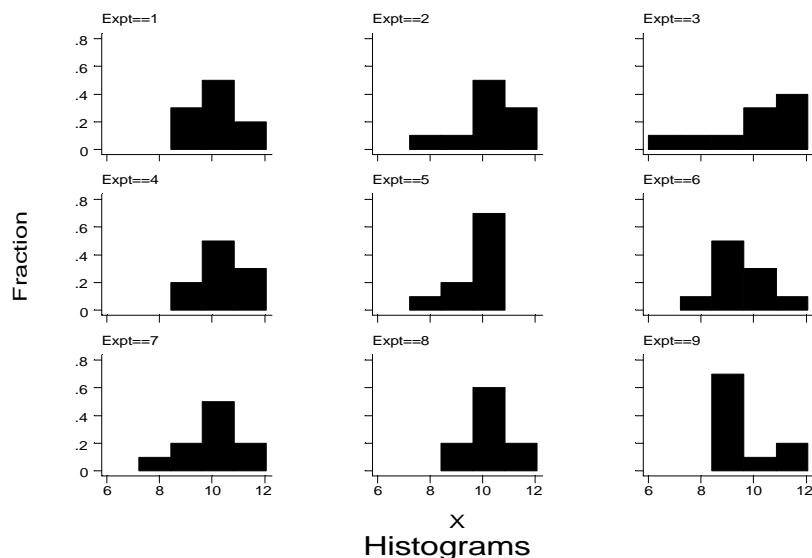 Expt==1
Expt==2
Expt==3
.8
.6
.4
.2
0
Expt==4
Expt==5
Expt==6
.8
.6
.4
.2
0
Fraction
Expt==7
Expt==8
Expt==9
.8
.6
.4
.2
0
6 8 10 12
6 8 10 12
6 8 10 12
X
Histograms